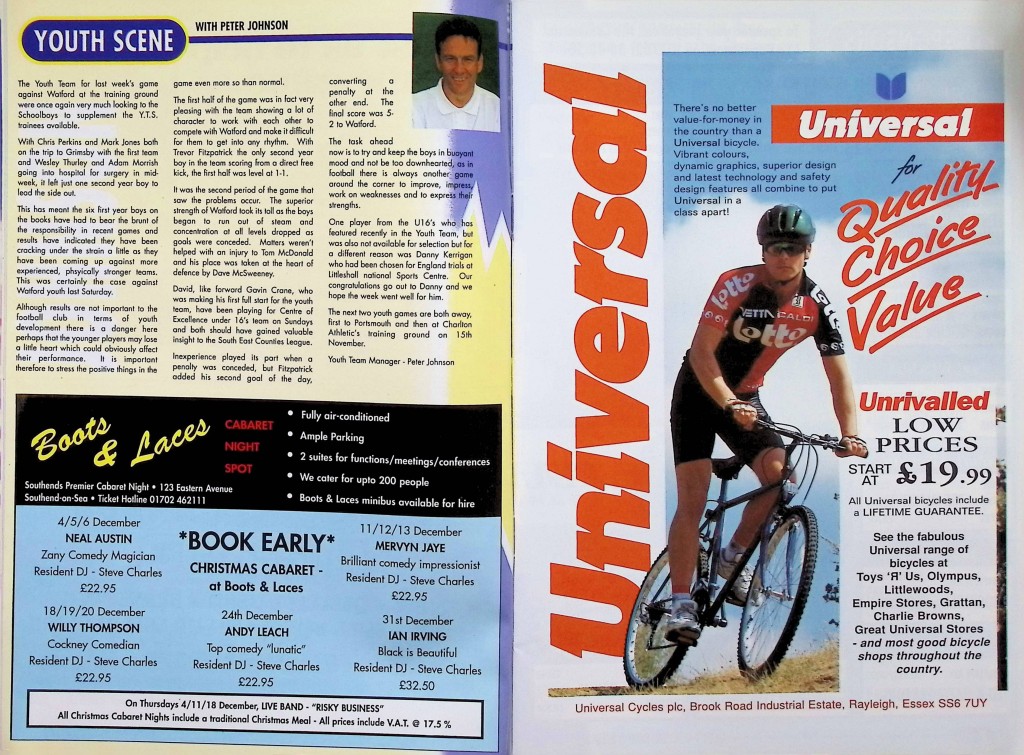 YOUTH SCENE
WITH PETER JOHNSON
The Youth Team for last week's game
against Watford at the training ground
were once again very much looking to the
Schoolboys to supplement the Y.T.S.
trainees available.
With Chris Perkins and Mark Jones both
on the trip to Grimsby with the first team
and Wesley Thurley and Adam Morrish
going into hospital for surgery in mid-
week, it left just one second year boy to
lead the side out.
This has meant the six first year boys on
the books have had to bear the brunt of
the responsibility in recent games and
results have indicated they have been
cracking under the strain a little as they
have been coming up against more
experienced, phsyically stronger teams.
This was certainly the case against
Watford youth last Saturday.
Although results are not important to the
football club in terms of youth
development there is a danger here
perhaps that the younger players may lose
a little heart which could obviously affect
their performance. It is important
therefore to stress the positive things in the
game even more so than normal.
The first half of the game was in fact very
pleasing with the team showing a lot of
character to work with each other to
compete with Watford and make it difficult
for them to get into any rhythm. With
Trevor Fitzpatrick the only second year
boy in the team scoring from a direct free
kick, the first half was level at 1-1.
It was the second period of the game that
saw the problems occur. The superior
strength of Watford took its toll as the boys
began to run out of steam and
concentration at all levels dropped as
goals were conceded. Matters weren't
helped with an injury to Tom McDonald
and his place was taken at the heart of
defence by Dave McSweeney.
David, like forward Gavin Crane, who
was making his first full start for the youth
team, have been playing for Centre of
Excellence under 16's team on Sundays
and both should have gained valuable
insight to the South East Counties League.
Inexperience played its part when a
penalty was conceded, but Fitzpatrick
added his second goal of the day,
converting a
penalty at the
other end. The
final score was 5-
2 to Watford.
The task ahead
now is to try and keep the boys in buoyant
mood and not be too downhearted, as in
football there is always another game
around the corner to improve, impress,
work on weaknesses and to express their
strengths.
One player from the U16's who has
featured recently in the Youth Team, but
was also not available for selection but for
a different reason was Danny Kerrigan
who had been chosen for England trials at
Littleshall national Sports Centre. Our
congratulations go out to Danny and we
hope the week went well for him.
The next two youth games are both away,
first to Portsmouth and then at Charlton
Athletic's training ground on 15th
November.
Youth Team Manager - Peter Johnson
Boots
& Laces
CABARET
NIGHT
SPOT
• Fully air-conditioned
• Ample Parking
• 2 suites for functions/meetings/conferences
• We cater for upto 200 people
• Boots & Laces minibus available for hire
Southends Premier Cabaret Night • 123 Eastern Avenue
Southend-on-Sea • Ticket Hotline 01702 462111
4/5/6 December
NEAL AUSTIN
Zany Comedy Magician
Resident DJ - Steve Charles
£22.95
*BOOK EARLY*
CHRISTMAS CABARET -
at Boots & Laces
11/12/13 December
MERVYN JAYE
Brilliant comedy impressionist
Resident DJ - Steve Charles
£22.95
18/19/20 December
WILLY THOMPSON
Cockney Comedian
Resident DJ - Steve Charles
£22.95
24th December
ANDY LEACH
Top comedy "lunatic"
Resident DJ - Steve Charles
£22.95
31st December
IAN IRVING
Black is Beautiful
Resident DJ - Steve Charles
£32.50
On Thursdays 4/11/18 December, LIVE BAND - "RISKY BUSINESS"
All Christmas Cabaret Nights include a traditional Christmas Meal - All prices include V.A.T. @ 17.5 %
Universal
There's no better
value-for-money in
the country than a
Universal bicycle.
Vibrant colours,
dynamic graphics, superior design
and latest technology and safety
design features all combine to put
Universal in a
class apart!
Universal
for
Quality
Choice
Value
lotto
lotto
Unrivalled
LOW
PRICES
START
AT £19.99
All Universal bicycles include
a LIFETIME GUARANTEE.
See the fabulous
Universal range of
bicycles at
Toys 'Я' Us, Olympus,
Littlewoods,
Empire Stores, Grattan,
Charlie Browns,
Great Universal Stores
- and most good bicycle
shops throughout the
country.
Universal Cycles plc, Brook Road Industrial Estate, Rayleigh, Essex SS6 7UY